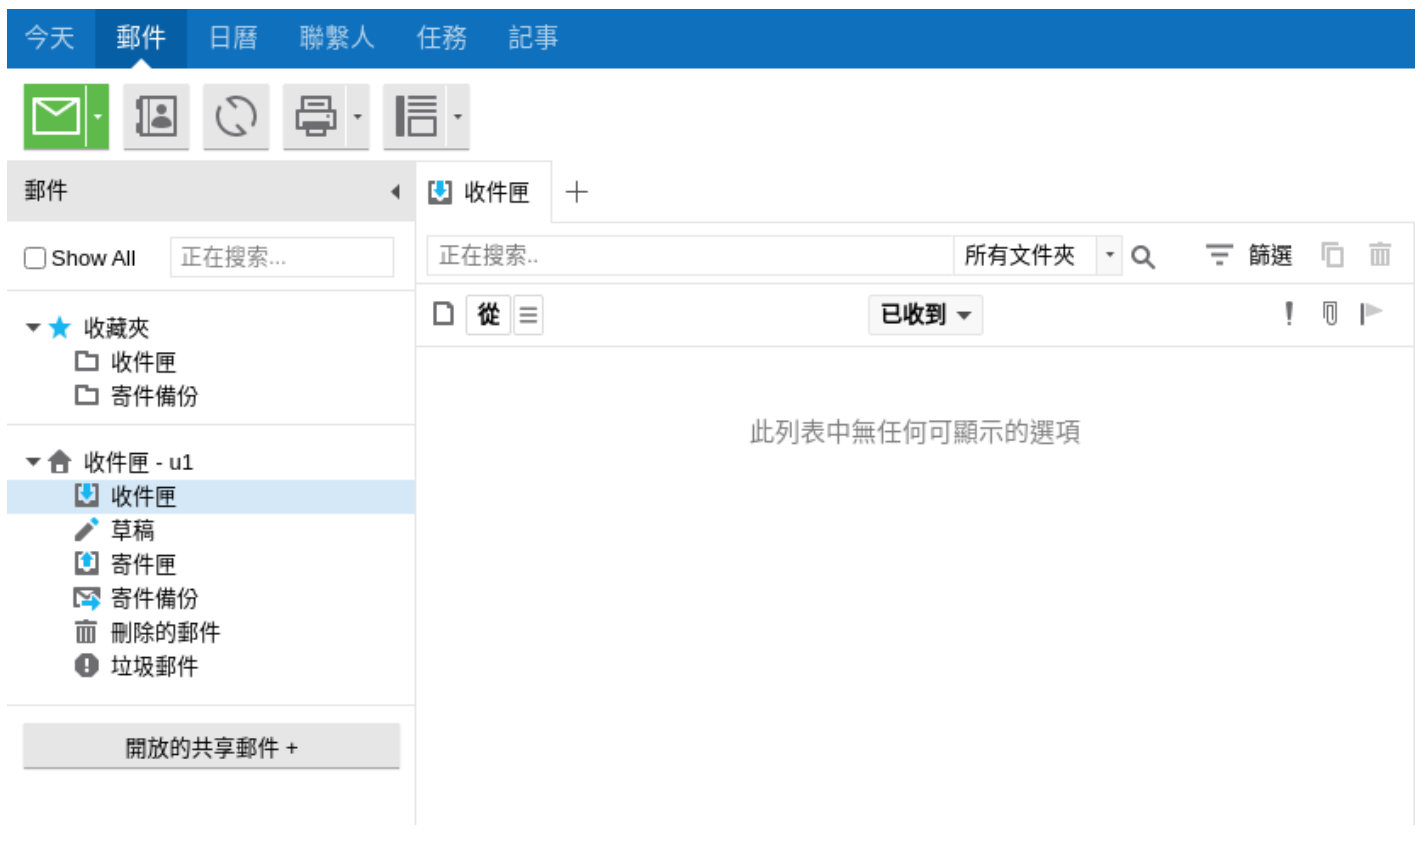 今天 郵件 日曆 聯繫人 任務 記事
郵件
收件匣
Show All 正在搜索...
正在搜索.. 所有文件夾 篩選
從 已收到
收藏夾
收件匣
寄件備份
此列表中無任何可顯示的選項
收件匣 - u1
收件匣
草稿
寄件匣
寄件備份
刪除的郵件
垃圾郵件
開放的共享郵件 +